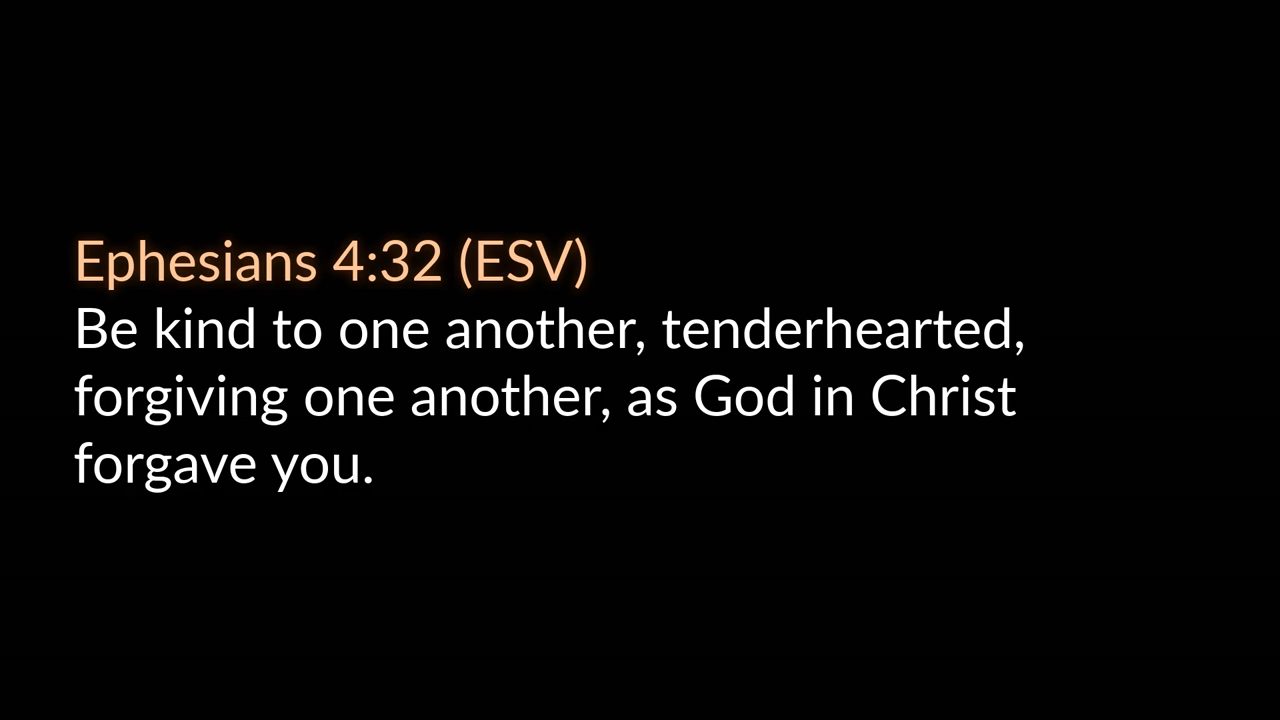 Ephesians 4:32 (ESV)
Be kind to one another, tenderhearted,
forgiving one another, as God in Christ
forgave you.